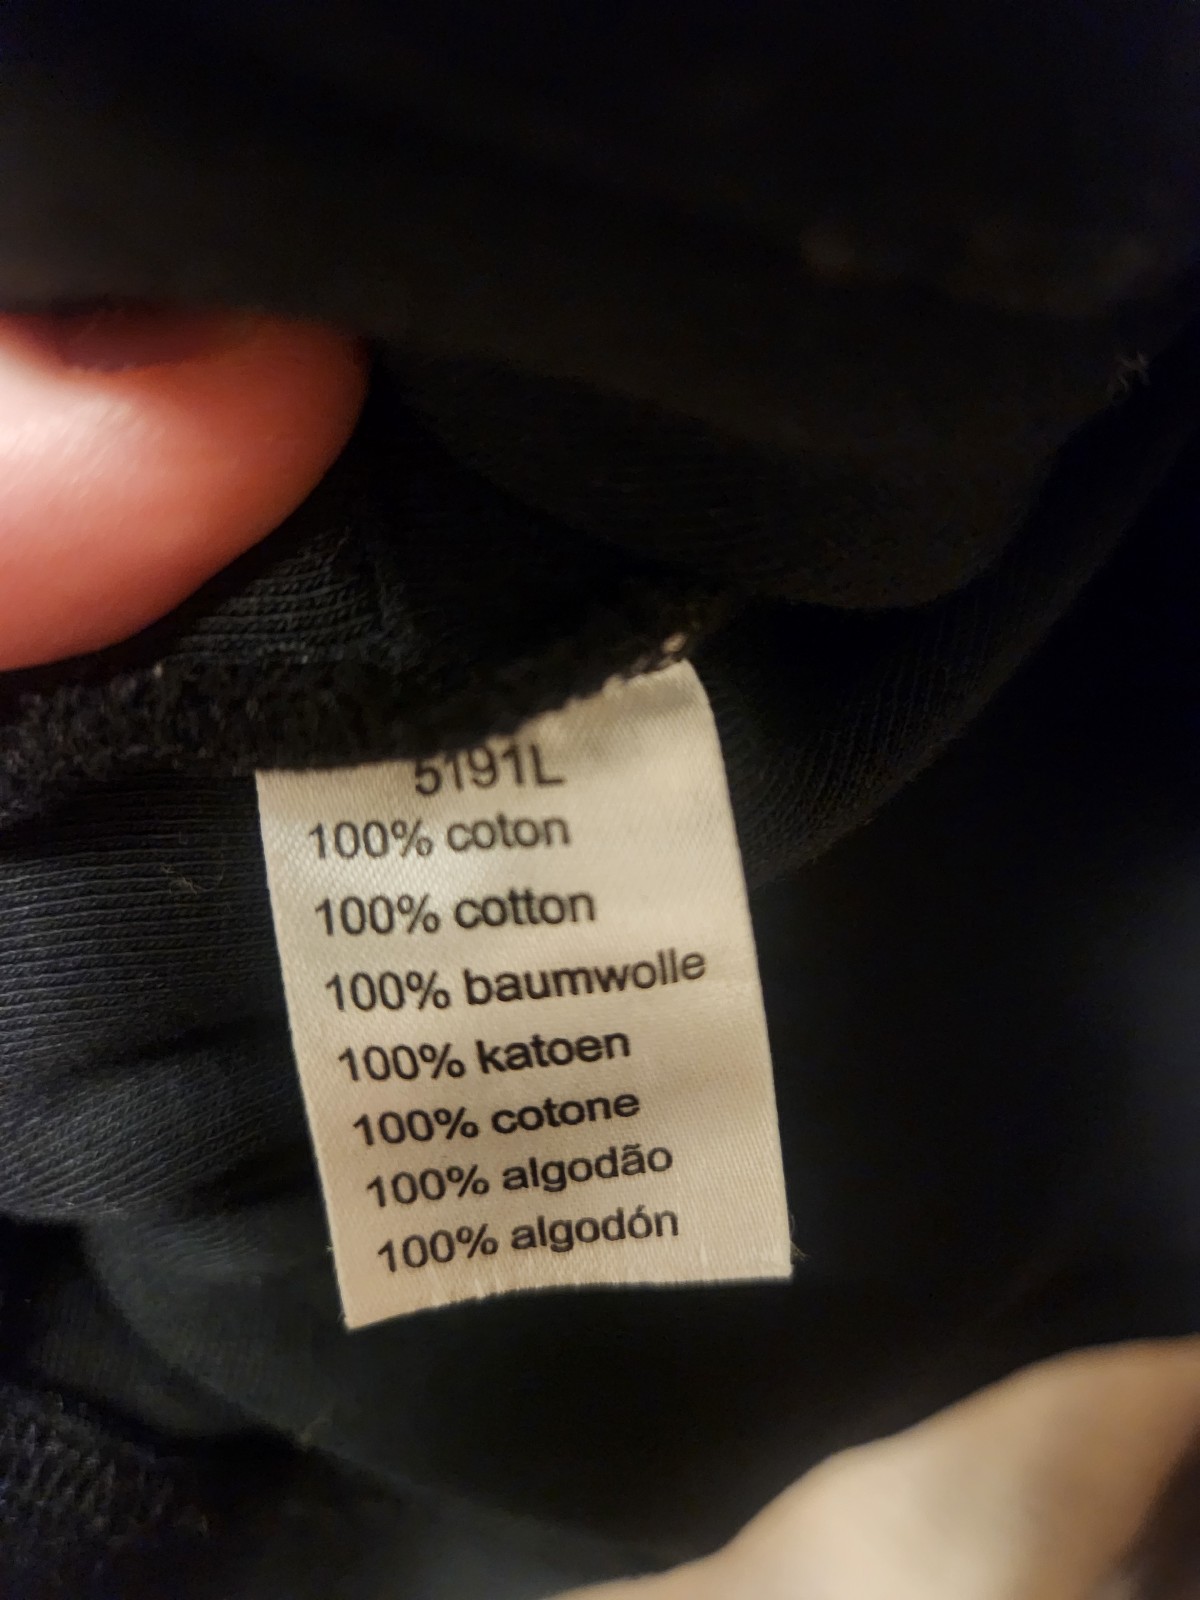 5191L
100% coton
100% cotton
100% baumwolle
100% katoen
100% cotone
100% algodão
100% algodón